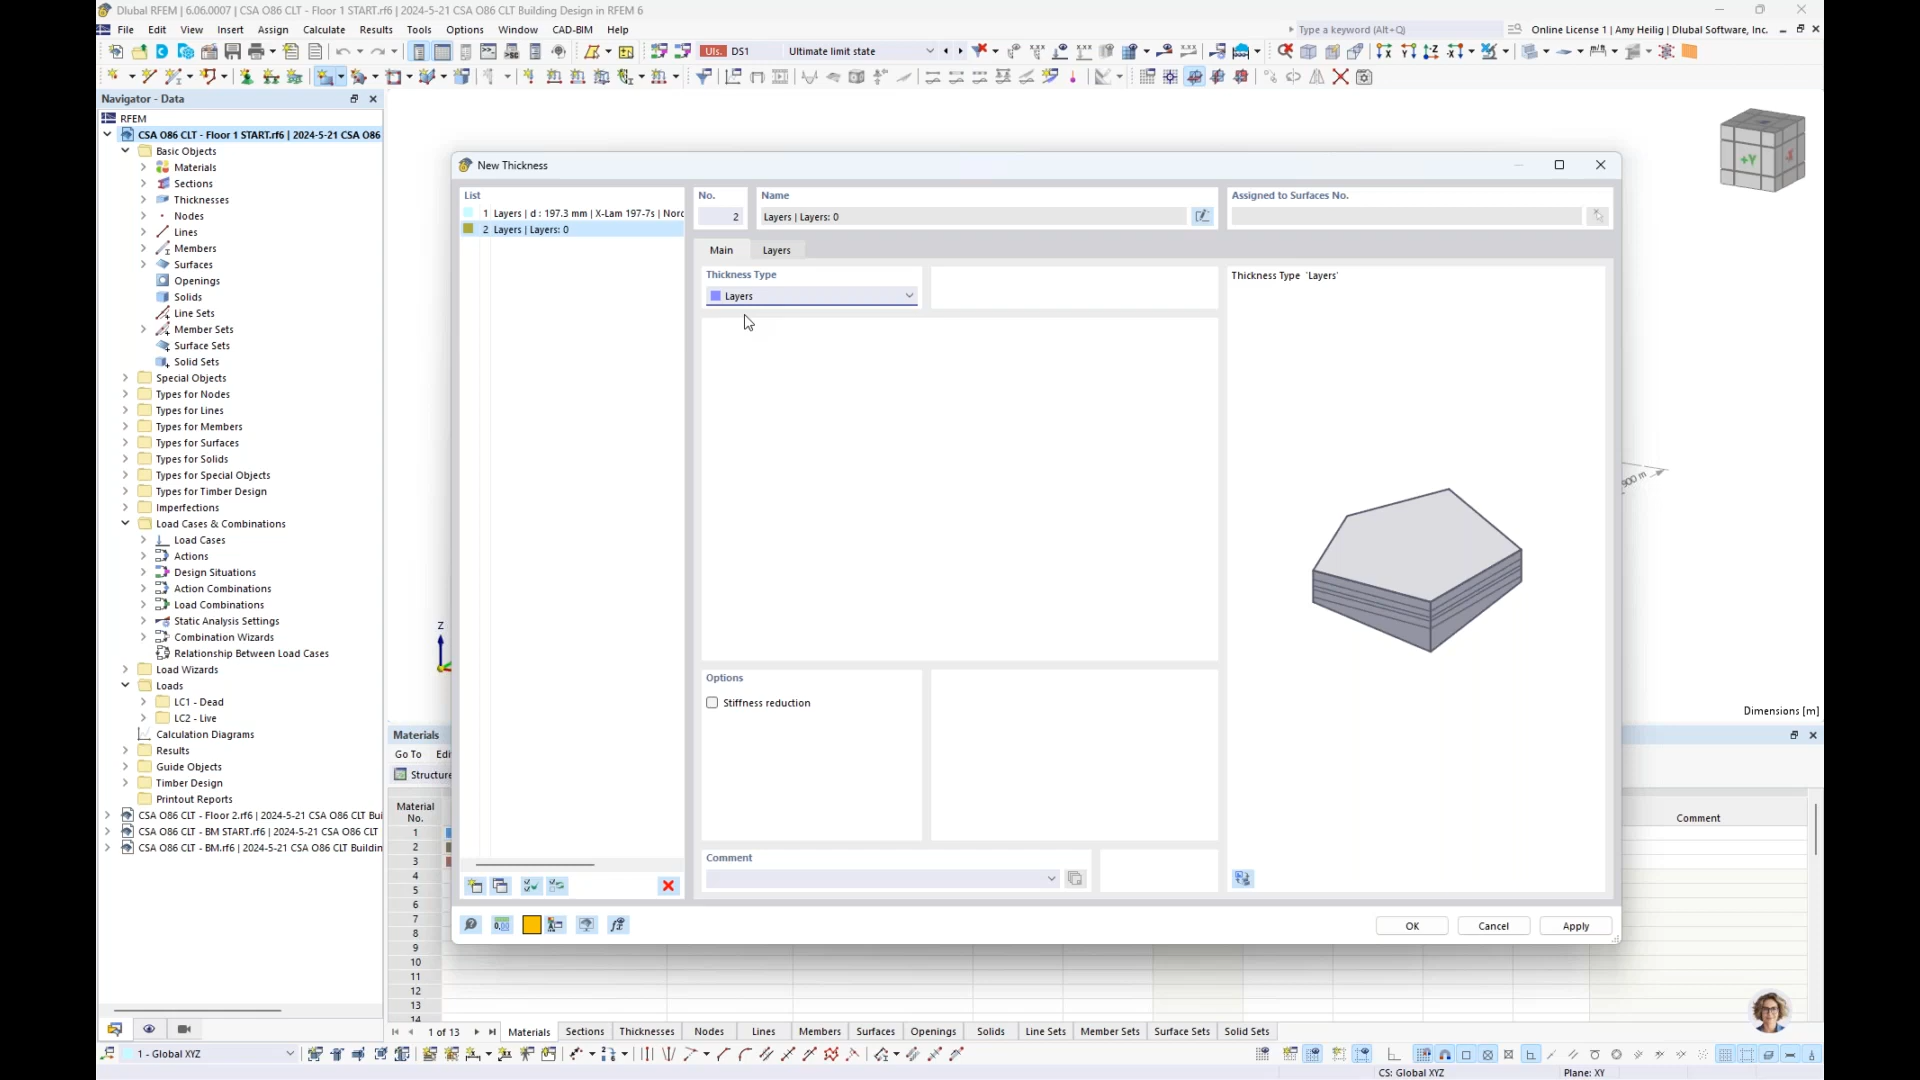 Dlubal RFEM | 6.06.0007 | CSA O86 CLT - Floor 1 START.rf6 | 2024-5-21 CSA O86 CLT Building Design in RFEM 6
File Edit View Insert Assign Calculate Results Tools Options Window CAD-BIM Help
Type a keyword (Alt+Q)
Online License 1 | Amy Heilig | Dlubal Software, Inc.
Uls. DS1 Ultimate limit state
Navigator - Data
RFEM
CSA O86 CLT - Floor 1 START.rf6 | 2024-5-21 CSA O86
Basic Objects
Materials
Sections
Thicknesses
Nodes
Lines
Members
Surfaces
Openings
Solids
Line Sets
Member Sets
Surface Sets
Solid Sets
Special Objects
Types for Nodes
Types for Lines
Types for Members
Types for Surfaces
Types for Solids
Types for Special Objects
Types for Timber Design
Imperfections
Load Cases & Combinations
Load Cases
Actions
Design Situations
Action Combinations
Load Combinations
Static Analysis Settings
Combination Wizards
Relationship Between Load Cases
Load Wizards
Loads
LC1 - Dead
LC2 - Live
Calculation Diagrams
Results
Guide Objects
Timber Design
Printout Reports
CSA O86 CLT - Floor 2.rf6 | 2024-5-21 CSA O86 CLT Bui
CSA O86 CLT - BM START.rf6 | 2024-5-21 CSA O86 CLT
CSA O86 CLT - BM.rf6 | 2024-5-21 CSA O86 CLT Buildin
1 - Global XYZ
New Thickness
List
1 Layers | d : 197.3 mm | X-Lam 197-7s | Norc
2 Layers | Layers: 0
No.
2
Name
Layers | Layers: 0
Assigned to Surfaces No.
Main Layers
Thickness Type
Layers
Thickness Type 'Layers'
Options
Stiffness reduction
Comment
OK Cancel Apply
+Y
-X
Z
900 m
Dimensions [m]
Materials
Go To Edi
Structure
Material
No.
Comment
1
2
3
4
5
6
7
8
9
10
11
12
13
14
1 of 13 Materials Sections Thicknesses Nodes Lines Members Surfaces Openings Solids Line Sets Member Sets Surface Sets Solid Sets
CS: Global XYZ Plane: XY